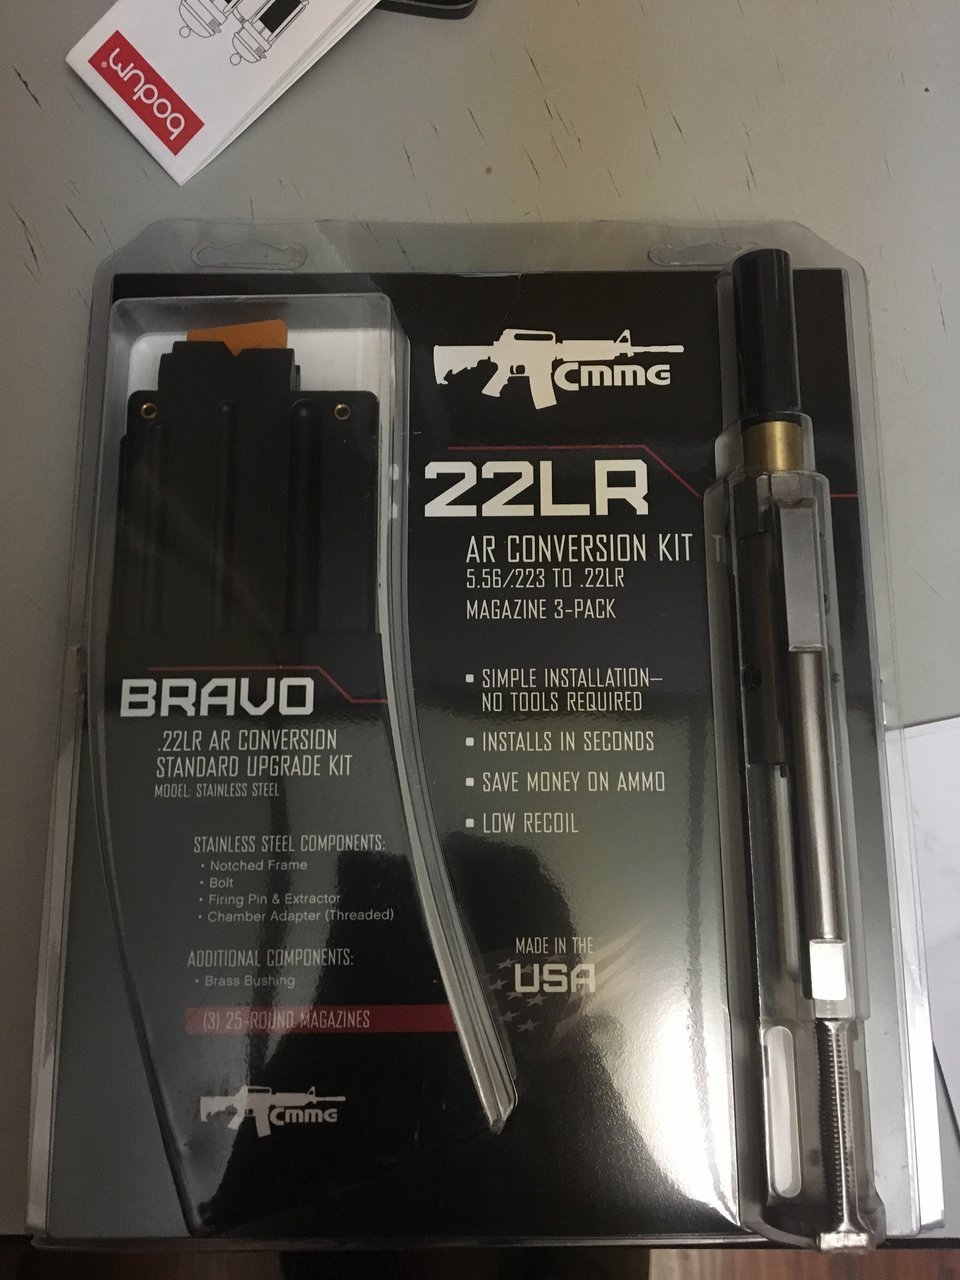 bodum®
CMMG
22LR
AR CONVERSION KIT
5.56/.223 TO .22LR
MAGAZINE 3-PACK
▪ SIMPLE INSTALLATION—
NO TOOLS REQUIRED
▪ INSTALLS IN SECONDS
▪ SAVE MONEY ON AMMO
▪ LOW RECOIL
MADE IN THE
USA
BRAVO
.22LR AR CONVERSION
STANDARD UPGRADE KIT
MODEL: STAINLESS STEEL
STAINLESS STEEL COMPONENTS:
• Notched Frame
• Bolt
• Firing Pin & Extractor
• Chamber Adapter (Threaded)
ADDITIONAL COMPONENTS:
• Brass Bushing
(3) 25-ROUND MAGAZINES
CMMG